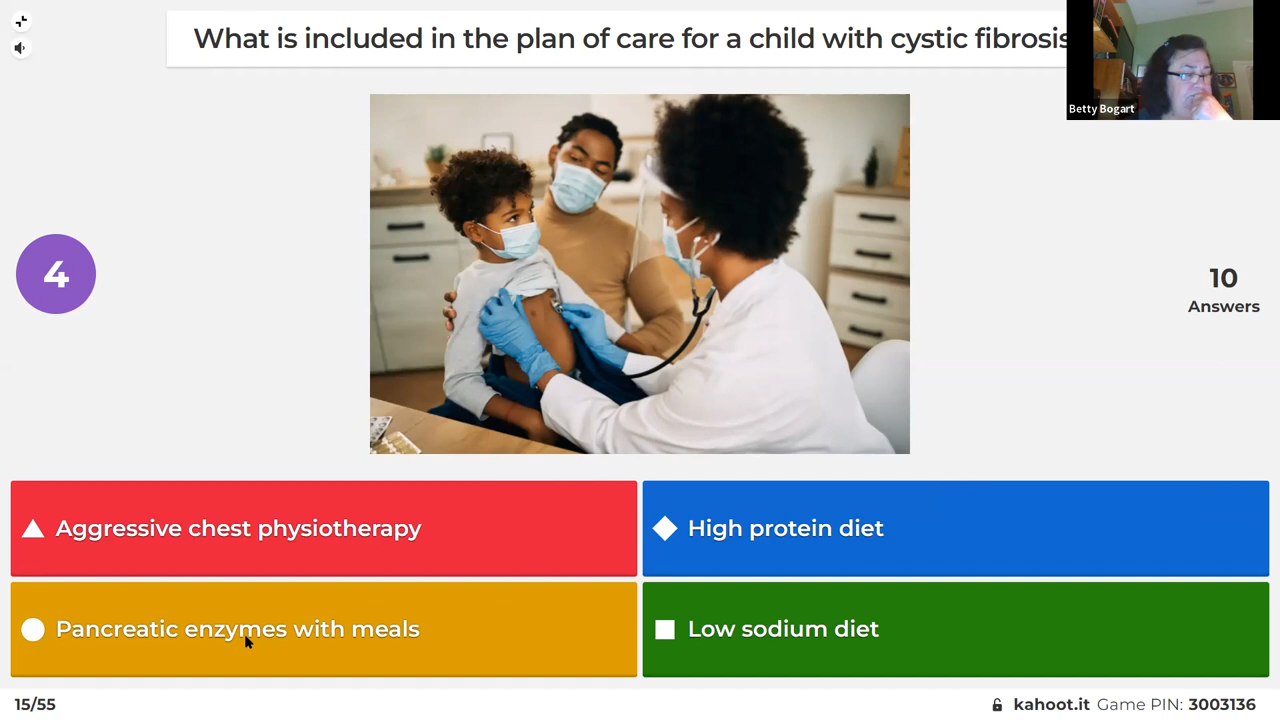 What is included in the plan of care for a child with cystic fibrosis
Betty Bogart
4
10
Answers
Aggressive chest physiotherapy
High protein diet
Pancreatic enzymes with meals
Low sodium diet
15/55
kahoot.it Game PIN: 3003136